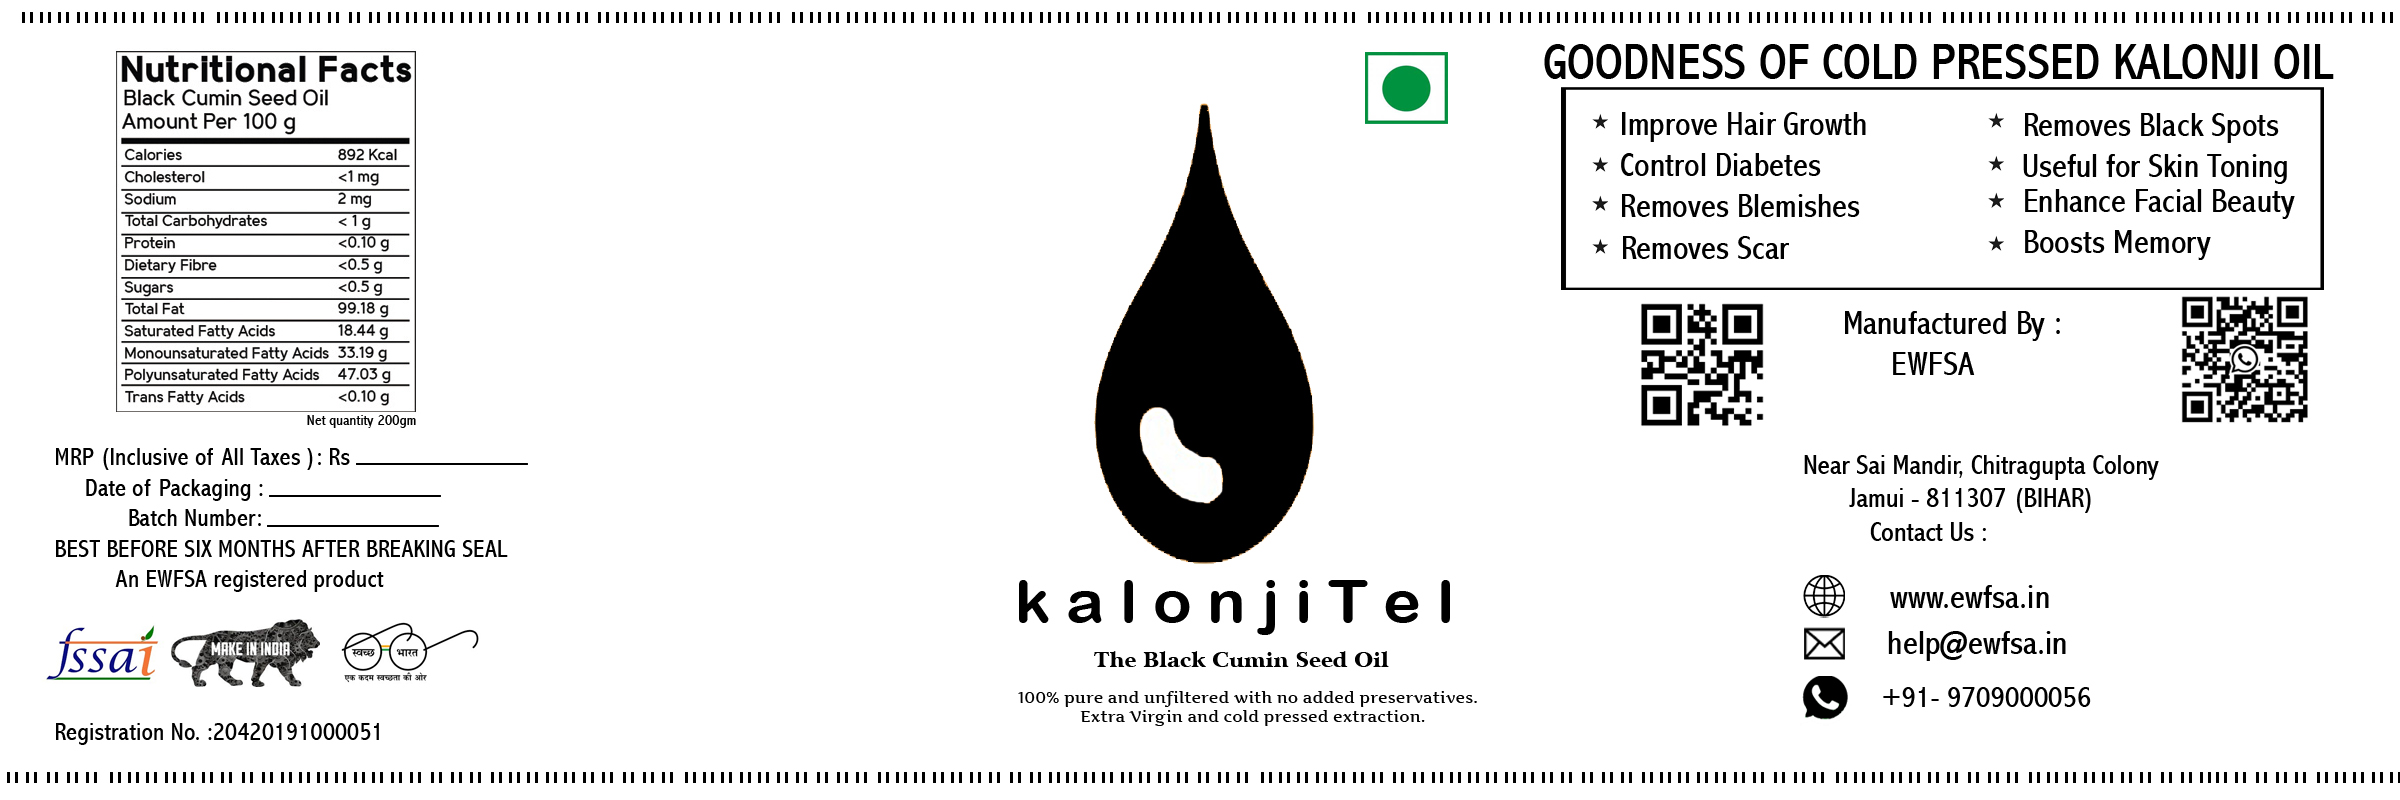 Nutritional Facts
Black Cumin Seed Oil
Amount Per 100 g
Calories 892 Kcal
Cholesterol <1 mg
Sodium 2 mg
Total Carbohydrates < 1 g
Protein <0.10 g
Dietary Fibre <0.5 g
Sugars <0.5 g
Total Fat 99.18 g
Saturated Fatty Acids 18.44 g
Monounsaturated Fatty Acids 33.19 g
Polyunsaturated Fatty Acids 47.03 g
Trans Fatty Acids <0.10 g
Net quantity 200gm
MRP (Inclusive of All Taxes ) : Rs
Date of Packaging :
Batch Number:
BEST BEFORE SIX MONTHS AFTER BREAKING SEAL
An EWFSA registered product
fssai
MAKE IN INDIA
स्वच्छ भारत
एक कदम स्वच्छता की ओर
Registration No. :20420191000051
kalonjiTel
The Black Cumin Seed Oil
100% pure and unfiltered with no added preservatives.
Extra Virgin and cold pressed extraction.
GOODNESS OF COLD PRESSED KALONJI OIL
★ Improve Hair Growth
★ Control Diabetes
★ Removes Blemishes
★ Removes Scar
★ Removes Black Spots
★ Useful for Skin Toning
★ Enhance Facial Beauty
★ Boosts Memory
Manufactured By :
EWFSA
Near Sai Mandir, Chitragupta Colony
Jamui - 811307 (BIHAR)
Contact Us :
www.ewfsa.in
help@ewfsa.in
+91- 9709000056